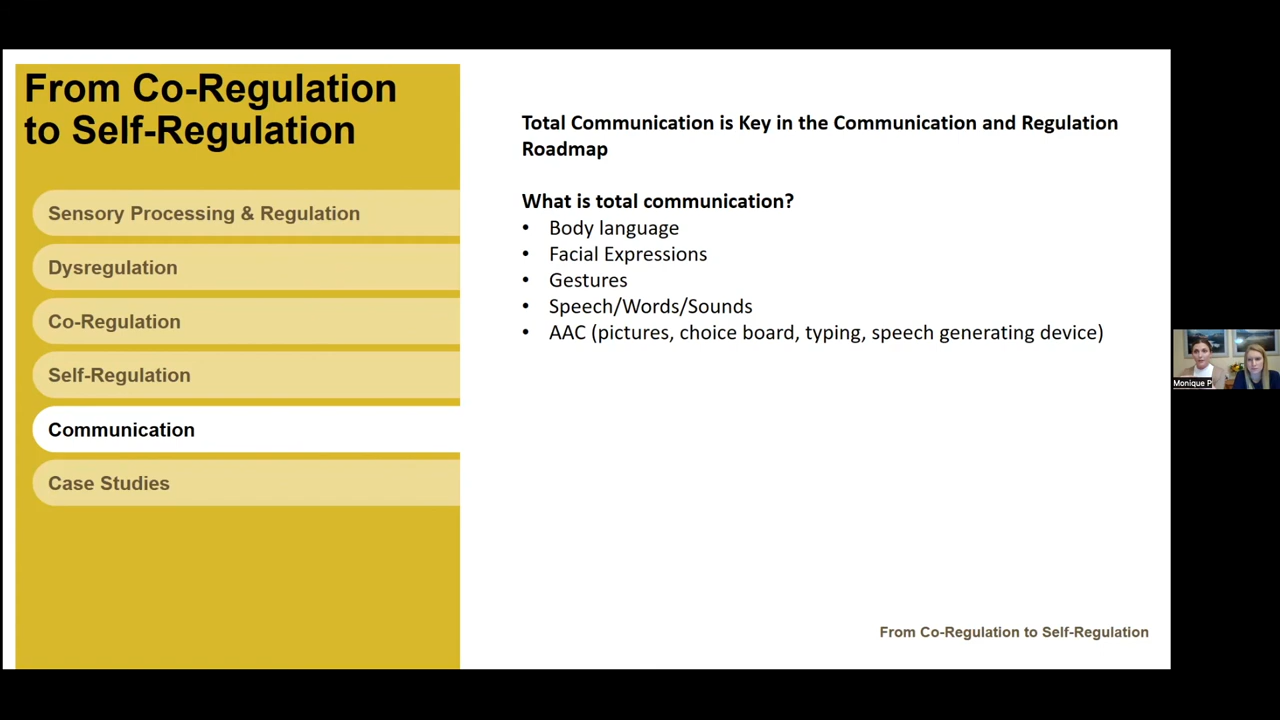 From Co-Regulation
to Self-Regulation
Sensory Processing & Regulation
Dysregulation
Co-Regulation
Self-Regulation
Communication
Case Studies
Total Communication is Key in the Communication and Regulation
Roadmap
What is total communication?
• Body language
• Facial Expressions
• Gestures
• Speech/Words/Sounds
• AAC (pictures, choice board, typing, speech generating device)
From Co-Regulation to Self-Regulation
Monique P